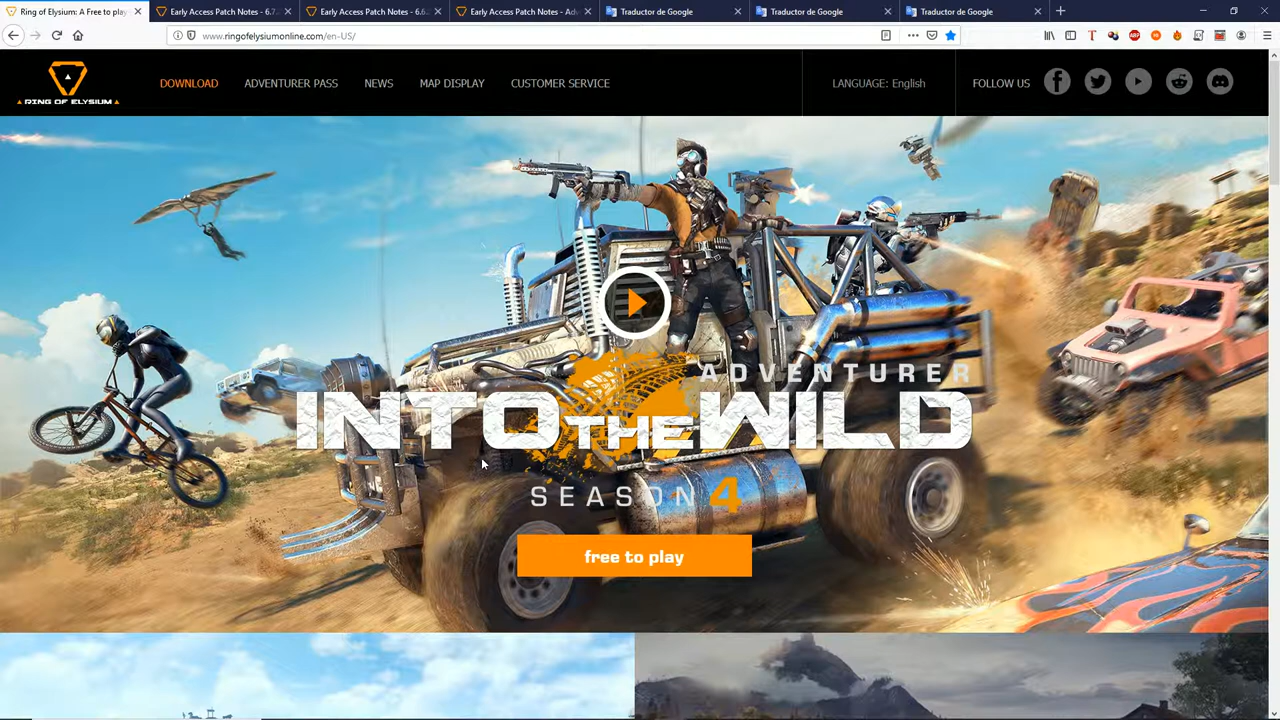 Ring of Elysium: A Free to play
Early Access Patch Notes - 6.7.
Early Access Patch Notes - 6.6.
Early Access Patch Notes - Adv
Traductor de Google
Traductor de Google
Traductor de Google
www.ringofelysiumonline.com/en-US/
RING OF ELYSIUM
DOWNLOAD
ADVENTURER PASS
NEWS
MAP DISPLAY
CUSTOMER SERVICE
LANGUAGE: English
FOLLOW US
ADVENTURER
INTO THE WILD
SEASON 4
free to play